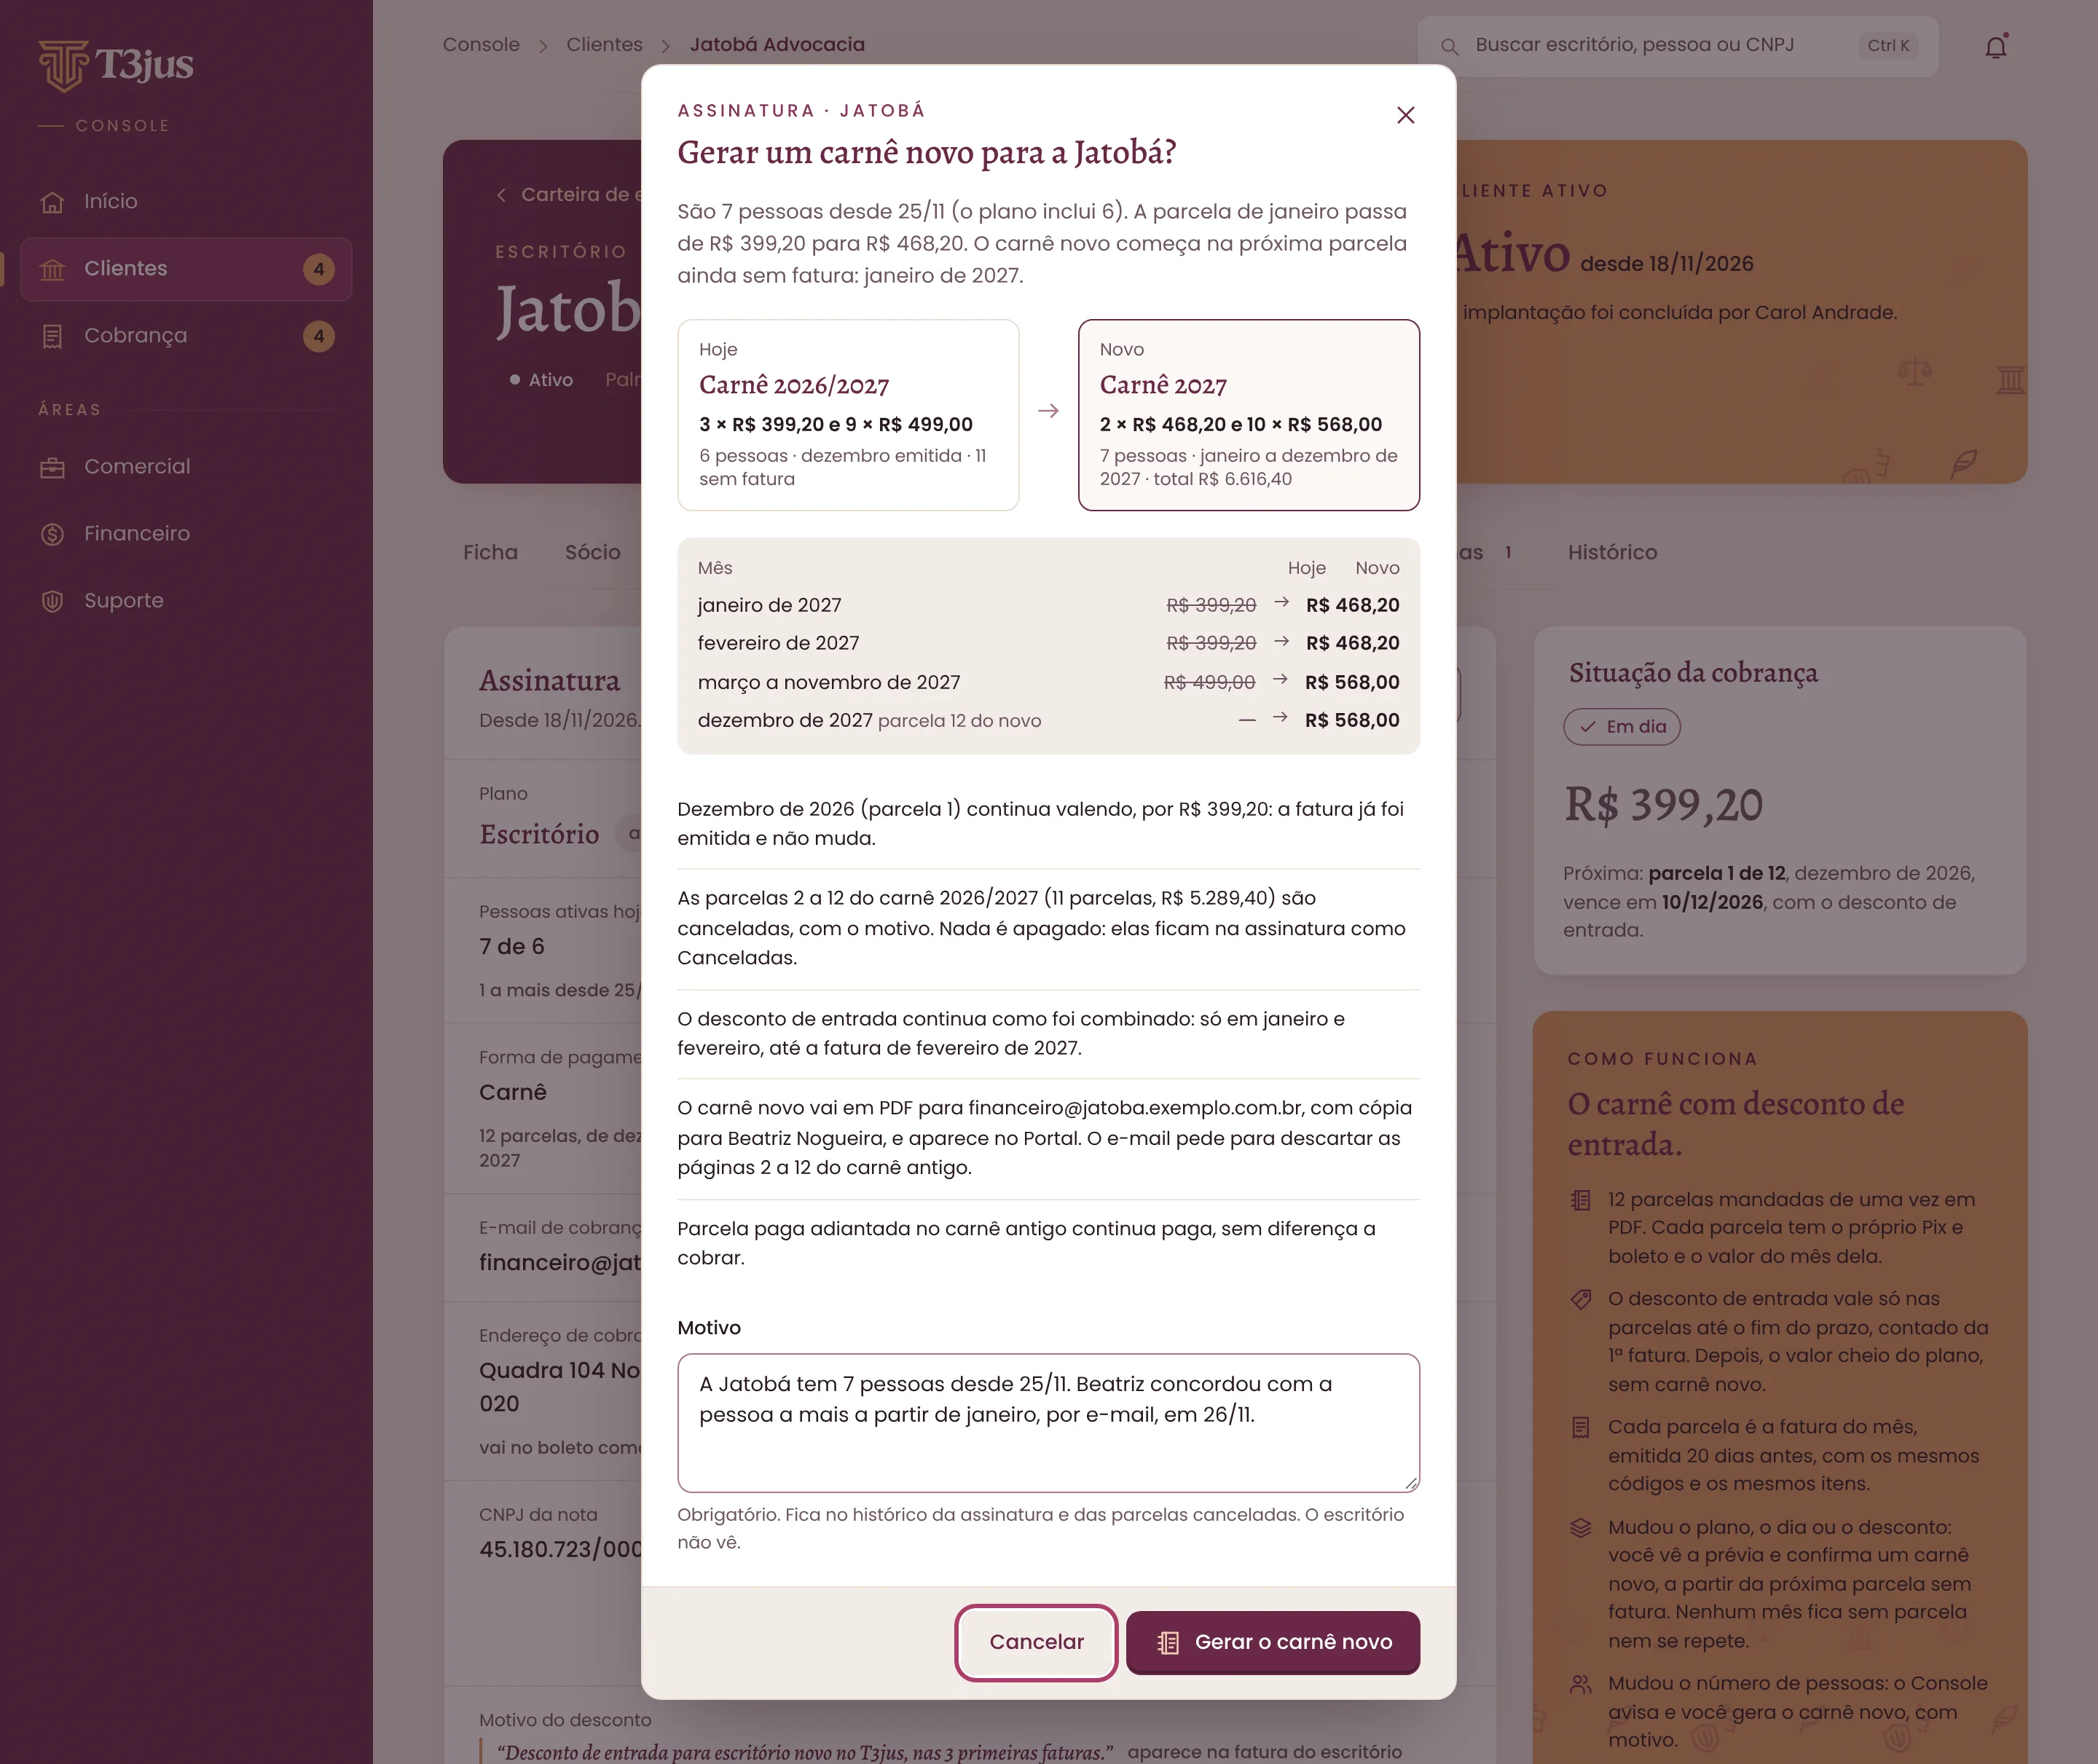 T3jus
CONSOLE
Início
Clientes 4
Cobrança 4
ÁREAS
Comercial
Financeiro
Suporte
Console > Clientes > Jatobá Advocacia
Buscar escritório, pessoa ou CNPJ Ctrl K
Carteira de
ESCRITÓRIO
Jatob
Ativo
CLIENTE ATIVO
Ativo desde 18/11/2026
implantação foi concluída por Carol Andrade.
Ficha Sócio
1 Histórico
Assinatura
Desde 18/11/2026.
Plano
Escritório
Pessoas ativas hoj
7 de 6
1 a mais desde 25/
Forma de pagame
Carnê
12 parcelas, de dez
2027
E-mail de cobranç
financeiro@jat
Endereço de cobr
Quadra 104 No
020
vai no boleto com
CNPJ da nota
45.180.723/000
Motivo do desconto
“Desconto de entrada para escritório novo no T3jus, nas 3 primeiras faturas.” aparece na fatura do escritório
ASSINATURA · JATOBÁ
Gerar um carnê novo para a Jatobá?
São 7 pessoas desde 25/11 (o plano inclui 6). A parcela de janeiro passa
de R$ 399,20 para R$ 468,20. O carnê novo começa na próxima parcela
ainda sem fatura: janeiro de 2027.
Hoje
Carnê 2026/2027
3 × R$ 399,20 e 9 × R$ 499,00
6 pessoas · dezembro emitida · 11
sem fatura
→
Novo
Carnê 2027
2 × R$ 468,20 e 10 × R$ 568,00
7 pessoas · janeiro a dezembro de
2027 · total R$ 6.616,40
Mês Hoje Novo
janeiro de 2027 R$ 399,20 → R$ 468,20
fevereiro de 2027 R$ 399,20 → R$ 468,20
março a novembro de 2027 R$ 499,00 → R$ 568,00
dezembro de 2027 parcela 12 do novo — → R$ 568,00
Dezembro de 2026 (parcela 1) continua valendo, por R$ 399,20: a fatura já foi
emitida e não muda.
As parcelas 2 a 12 do carnê 2026/2027 (11 parcelas, R$ 5.289,40) são
canceladas, com o motivo. Nada é apagado: elas ficam na assinatura como
Canceladas.
O desconto de entrada continua como foi combinado: só em janeiro e
fevereiro, até a fatura de fevereiro de 2027.
O carnê novo vai em PDF para financeiro@jatoba.exemplo.com.br, com cópia
para Beatriz Nogueira, e aparece no Portal. O e-mail pede para descartar as
páginas 2 a 12 do carnê antigo.
Parcela paga adiantada no carnê antigo continua paga, sem diferença a
cobrar.
Motivo
A Jatobá tem 7 pessoas desde 25/11. Beatriz concordou com a
pessoa a mais a partir de janeiro, por e-mail, em 26/11.
Obrigatório. Fica no histórico da assinatura e das parcelas canceladas. O escritório
não vê.
Cancelar
Gerar o carnê novo
Situação da cobrança
Em dia
R$ 399,20
Próxima: parcela 1 de 12, dezembro de 2026,
vence em 10/12/2026, com o desconto de
entrada.
COMO FUNCIONA
O carnê com desconto de
entrada.
12 parcelas mandadas de uma vez em
PDF. Cada parcela tem o próprio Pix e
boleto e o valor do mês dela.
O desconto de entrada vale só nas
parcelas até o fim do prazo, contado da
1ª fatura. Depois, o valor cheio do plano,
sem carnê novo.
Cada parcela é a fatura do mês,
emitida 20 dias antes, com os mesmos
códigos e os mesmos itens.
Mudou o plano, o dia ou o desconto:
você vê a prévia e confirma um carnê
novo, a partir da próxima parcela sem
fatura. Nenhum mês fica sem parcela
nem se repete.
Mudou o número de pessoas: o Console
avisa e você gera o carnê novo, com
motivo.